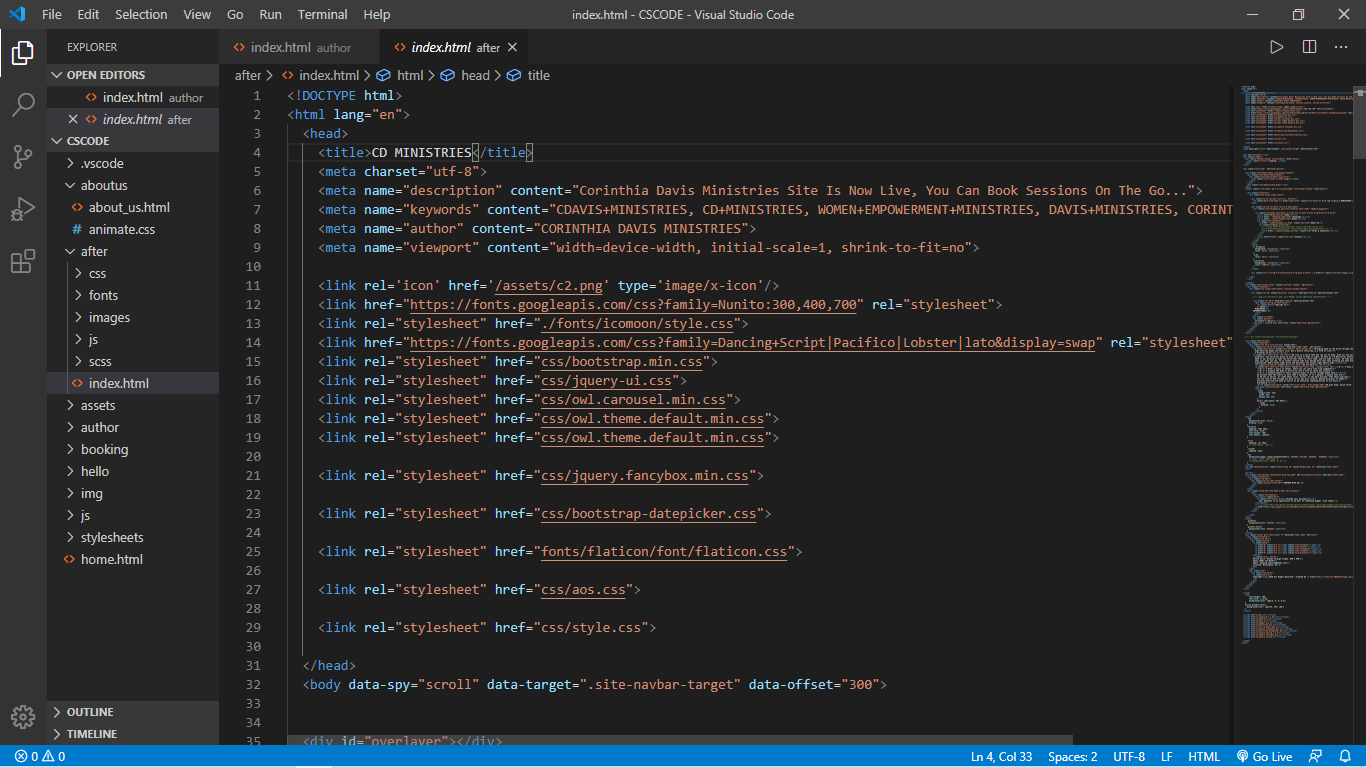 File Edit Selection View Go Run Terminal Help
index.html - CSCODE - Visual Studio Code
EXPLORER
OPEN EDITORS
index.html author
index.html after
CSCODE
.vscode
aboutus
about_us.html
# animate.css
after
css
fonts
images
js
scss
index.html
assets
author
booking
hello
img
js
stylesheets
home.html
OUTLINE
TIMELINE
index.html author
index.html after
after > index.html > html > head > title
1 <!DOCTYPE html>
2 <html lang="en">
3 <head>
4 <title>CD MINISTRIES</title>
5 <meta charset="utf-8">
6 <meta name="description" content="Corinthia Davis Ministries Site Is Now Live, You Can Book Sessions On The Go...">
7 <meta name="keywords" content="CDAVIS+MINISTRIES, CD+MINISTRIES, WOMEN+EMPOWERMENT+MINISTRIES, DAVIS+MINISTRIES, CORINT
8 <meta name="author" content="CORINTHIA DAVIS MINISTRIES">
9 <meta name="viewport" content="width=device-width, initial-scale=1, shrink-to-fit=no">
10
11 <link rel='icon' href='/assets/c2.png' type='image/x-icon'/>
12 <link href="https://fonts.googleapis.com/css?family=Nunito:300,400,700" rel="stylesheet">
13 <link rel="stylesheet" href="./fonts/icomoon/style.css">
14 <link href="https://fonts.googleapis.com/css?family=Dancing+Script|Pacifico|Lobster|lato&display=swap" rel="stylesheet"
15 <link rel="stylesheet" href="css/bootstrap.min.css">
16 <link rel="stylesheet" href="css/jquery-ui.css">
17 <link rel="stylesheet" href="css/owl.carousel.min.css">
18 <link rel="stylesheet" href="css/owl.theme.default.min.css">
19 <link rel="stylesheet" href="css/owl.theme.default.min.css">
20
21 <link rel="stylesheet" href="css/jquery.fancybox.min.css">
22
23 <link rel="stylesheet" href="css/bootstrap-datepicker.css">
24
25 <link rel="stylesheet" href="fonts/flaticon/font/flaticon.css">
26
27 <link rel="stylesheet" href="css/aos.css">
28
29 <link rel="stylesheet" href="css/style.css">
30
31 </head>
32 <body data-spy="scroll" data-target=".site-navbar-target" data-offset="300">
33
34
35 <div id="overlayer"></div>
0 0
Ln 4, Col 33 Spaces: 2 UTF-8 LF HTML Go Live